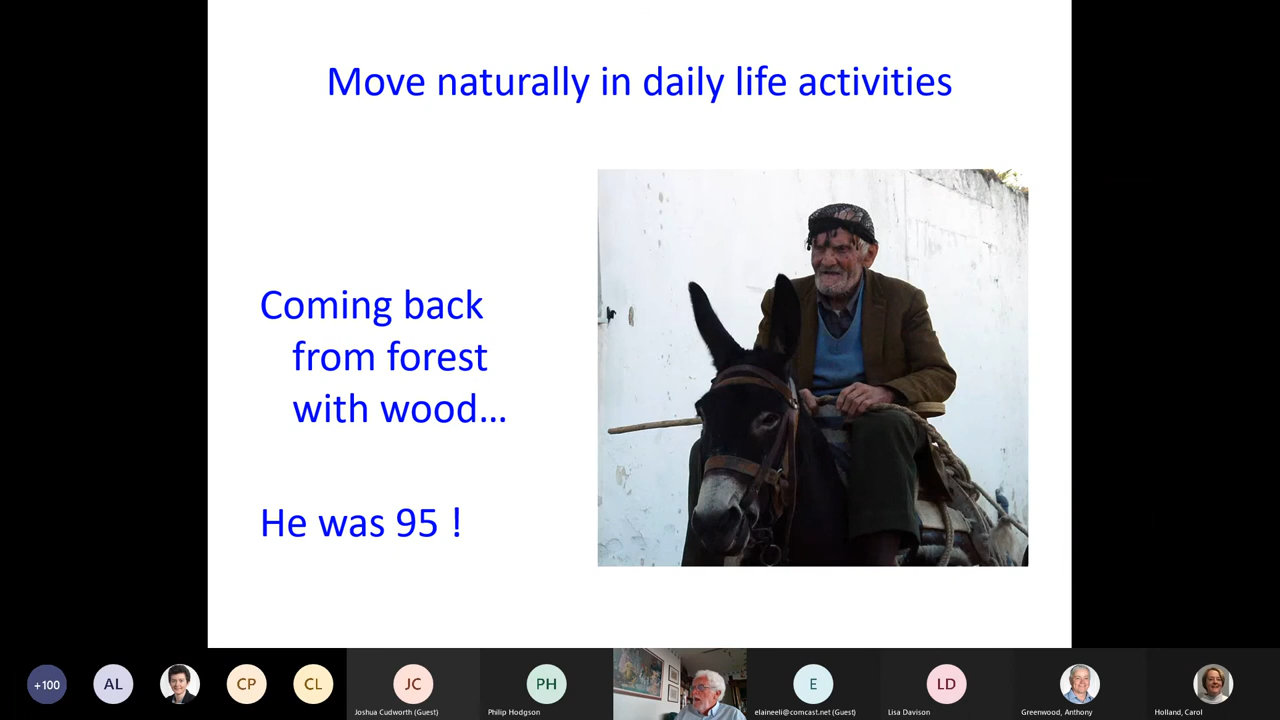 Move naturally in daily life activities
Coming back
from forest
with wood...
He was 95 !
+100
AL
CP
CL
JC
PH
E
LD
Joshua Cudworth (Guest)
Philip Hodgson
elaineeli@comcast.net (Guest)
Lisa Davison
Greenwood, Anthony
Holland, Carol